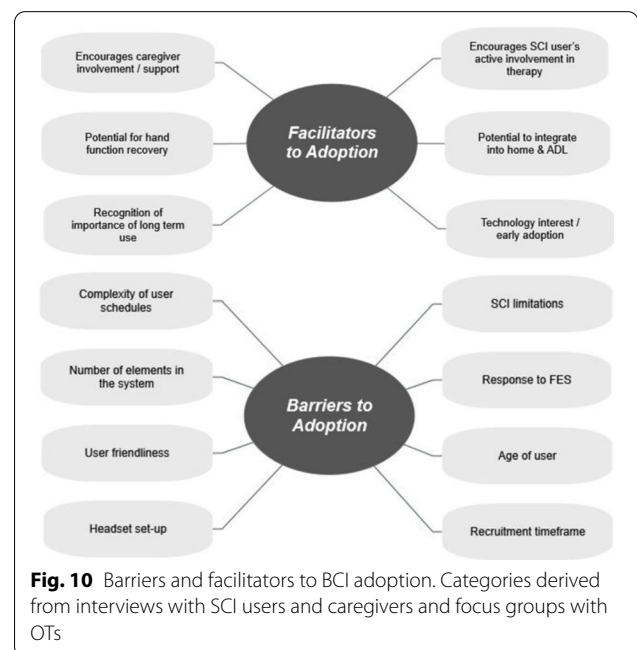 Encourages caregiver
involvement / support
Encourages SCI user's
active involvement in
therapy
Facilitators
to Adoption
Potential for hand
function recovery
Potential to integrate
into home & ADL
Recognition of
importance of long term
use
Technology interest /
early adoption
Complexity of user
schedules
SCI limitations
Number of elements in
the system
Response to FES
Barriers to
Adoption
User friendliness
Age of user
Headset set-up
Recruitment timeframe
Fig. 10 Barriers and facilitators to BCI adoption. Categories derived
from interviews with SCI users and caregivers and focus groups with
OTs